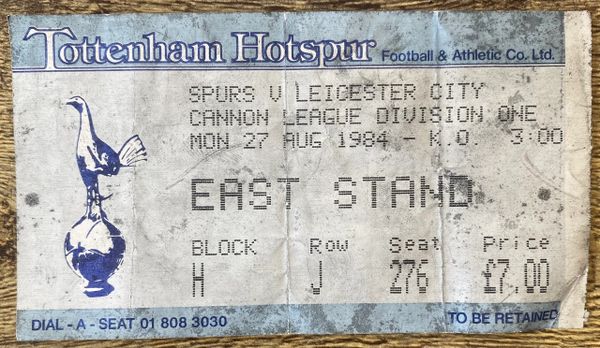 Tottenham Hotspur Football & Athletic Co. Ltd.
SPURS V LEICESTER CITY
CANNON LEAGUE DIVISION ONE
MON 27 AUG 1984 - K.O. 3:00
EAST STAND
BLOCK Row Seat Price
H J 276 £7.00
DIAL - A - SEAT 01 808 3030 TO BE RETAINED